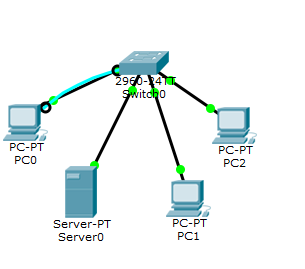 2960-24TT
Switch0
PC-PT
PC0
PC-PT
PC2
Server-PT
Server0
PC-PT
PC1